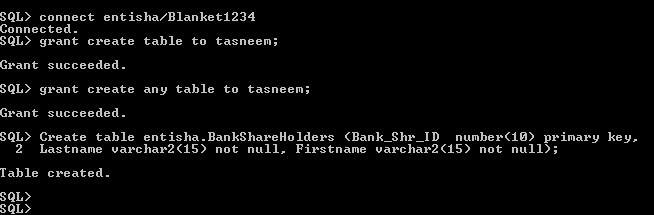 SQL> connect entisha/Blanket1234
Connected.
SQL> grant create table to tasneem;
Grant succeeded.
SQL> grant create any table to tasneem;
Grant succeeded.
SQL> Create table entisha.BankShareHolders (Bank_Shr_ID  number(10) primary key,
  2  Lastname varchar2(15) not null, Firstname varchar2(15) not null);
Table created.
SQL>
SQL>